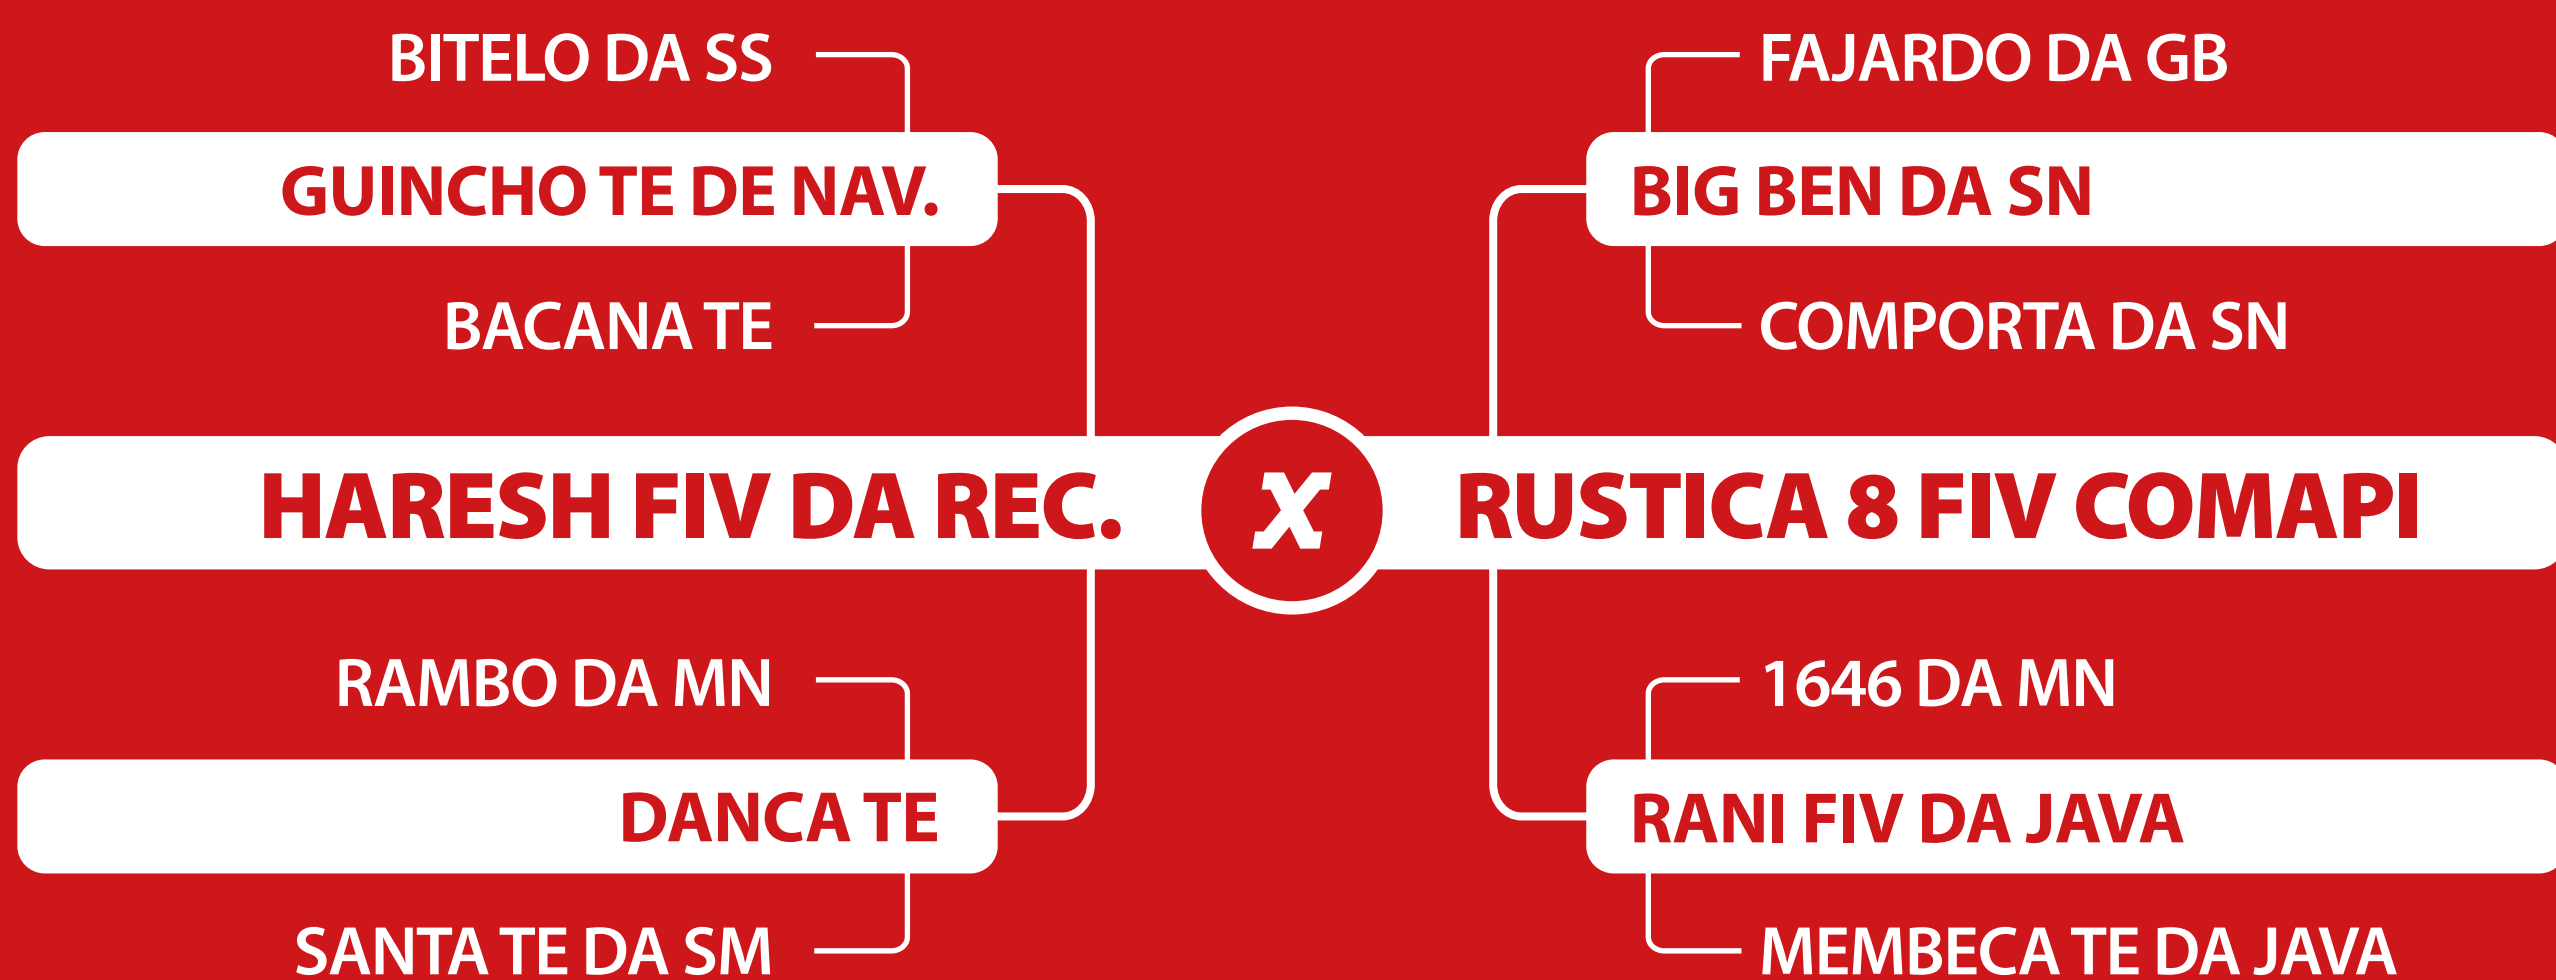 BITELO DA SS
GUINCHO TE DE NAV.
BACANA TE
FAJARDO DA GB
BIG BEN DA SN
COMPORTA DA SN
HARESH FIV DA REC. X RUSTICA 8 FIV COMAPI
RAMBO DA MN
DANCA TE
SANTA TE DA SM
1646 DA MN
RANI FIV DA JAVA
MEMBECA TE DA JAVA